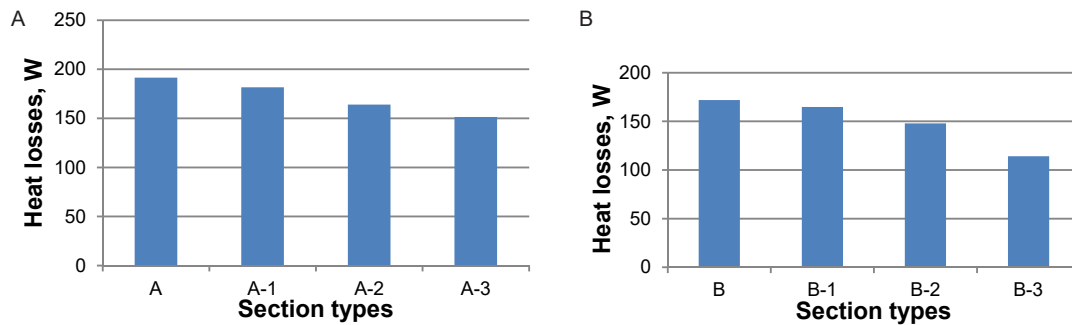 A
250
200
150
100
50
0
Heat losses, W
A A-1 A-2 A-3
Section types
B
200
150
100
50
0
Heat losses, W
B B-1 B-2 B-3
Section types